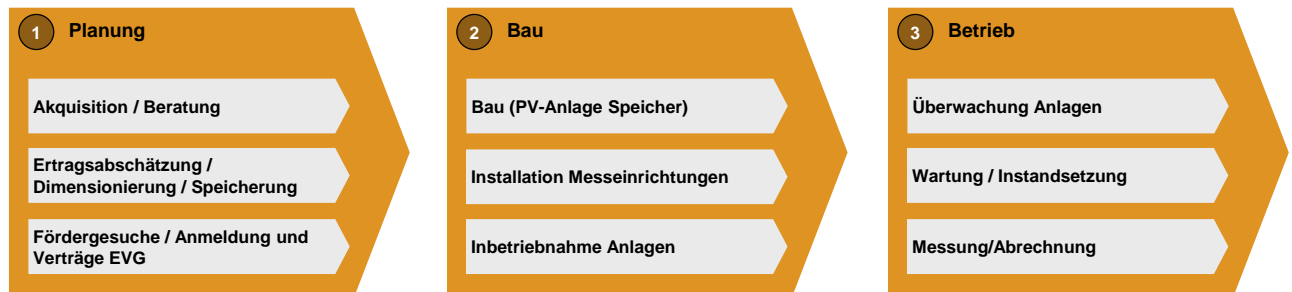 1 Planung
Akquisition / Beratung
Ertragsabschätzung /
Dimensionierung / Speicherung
Fördergesuche / Anmeldung und
Verträge EVG
2 Bau
Bau (PV-Anlage Speicher)
Installation Messeinrichtungen
Inbetriebnahme Anlagen
3 Betrieb
Überwachung Anlagen
Wartung / Instandsetzung
Messung/Abrechnung